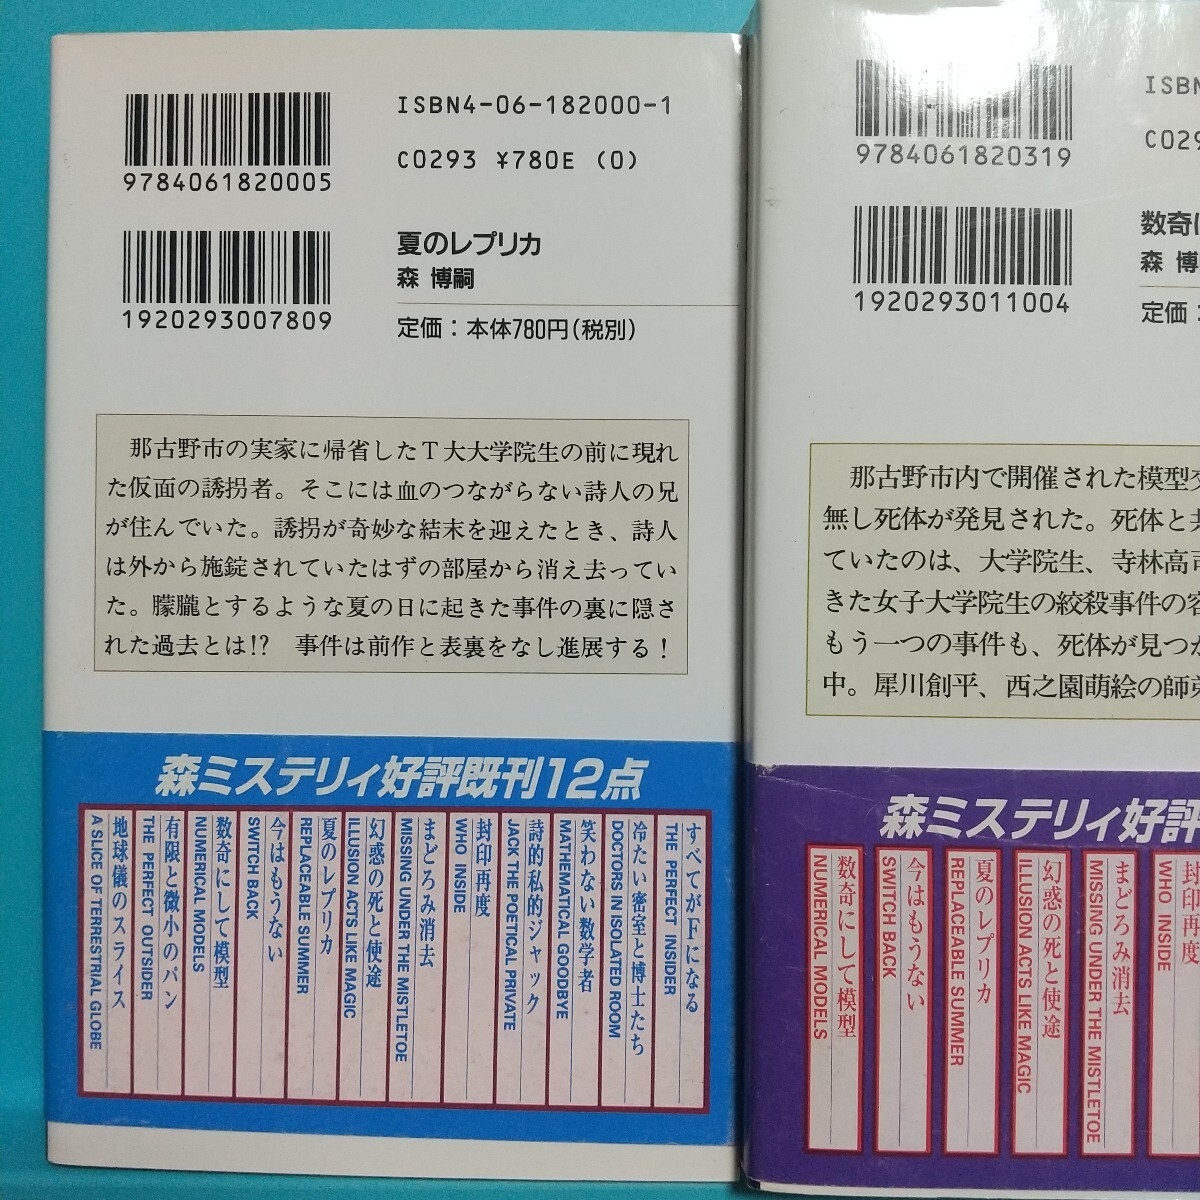 ISBN4-06-182000-1
C0293 ¥780E (0)
9784061820005
1920293007809
夏のレプリカ
森 博嗣
定価：本体780円（税別）
那古野市の実家に帰省したT大大学院生の前に現れ
た仮面の誘拐者。そこには血のつながらない詩人の兄
が住んでいた。誘拐が奇妙な結末を迎えたとき、詩人
は外から施錠されていたはずの部屋から消え去ってい
た。朦朧とするような夏の日に起きた事件の裏に隠さ
れた過去とは!?　事件は前作と表裏をなし進展する！
森ミステリィ好評既刊12点
すべてがFになる
THE PERFECT INSIDER
冷たい密室と博士たち
DOCTORS IN ISOLATED ROOM
笑わない数学者
MATHEMATICAL GOODBYE
詩的私的ジャック
JACK THE POETICAL PRIVATE
封印再度
WHO INSIDE
まどろみ消去
MISSING UNDER THE MISTLETOE
幻惑の死と使途
ILLUSION ACTS LIKE MAGIC
夏のレプリカ
REPLACEABLE SUMMER
今はもうない
SWITCH BACK
数奇にして模型
NUMERICAL MODELS
有限と微小のパン
THE PERFECT OUTSIDER
地球儀のスライス
A SLICE OF TERRESTRIAL GLOBE
ISBN
C029
9784061820319
1920293011004
数奇に
森 博
定価：
那古野市内で開催された模型交
無し死体が発見された。死体と共
ていたのは、大学院生、寺林高司
きた女子大学院生の絞殺事件の容
もう一つの事件も、死体が見つか
中。犀川創平、西之園萌絵の師弟
森ミステリィ好評
封印再度
WHO INSIDE
まどろみ消去
MISSING UNDER THE MISTLETOE
幻惑の死と使途
ILLUSION ACTS LIKE MAGIC
夏のレプリカ
REPLACEABLE SUMMER
今はもうない
SWITCH BACK
数奇にして模型
NUMERICAL MODELS